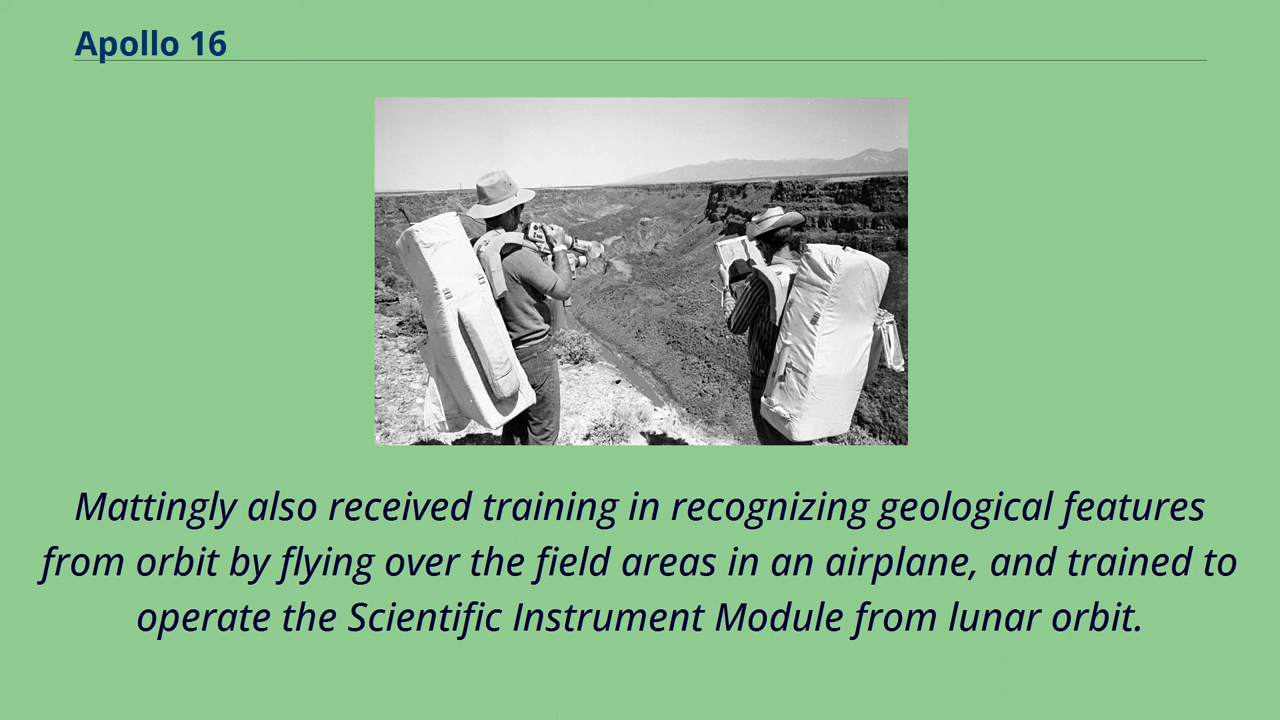 Apollo 16
Mattingly also received training in recognizing geological features
from orbit by flying over the field areas in an airplane, and trained to
operate the Scientific Instrument Module from lunar orbit.